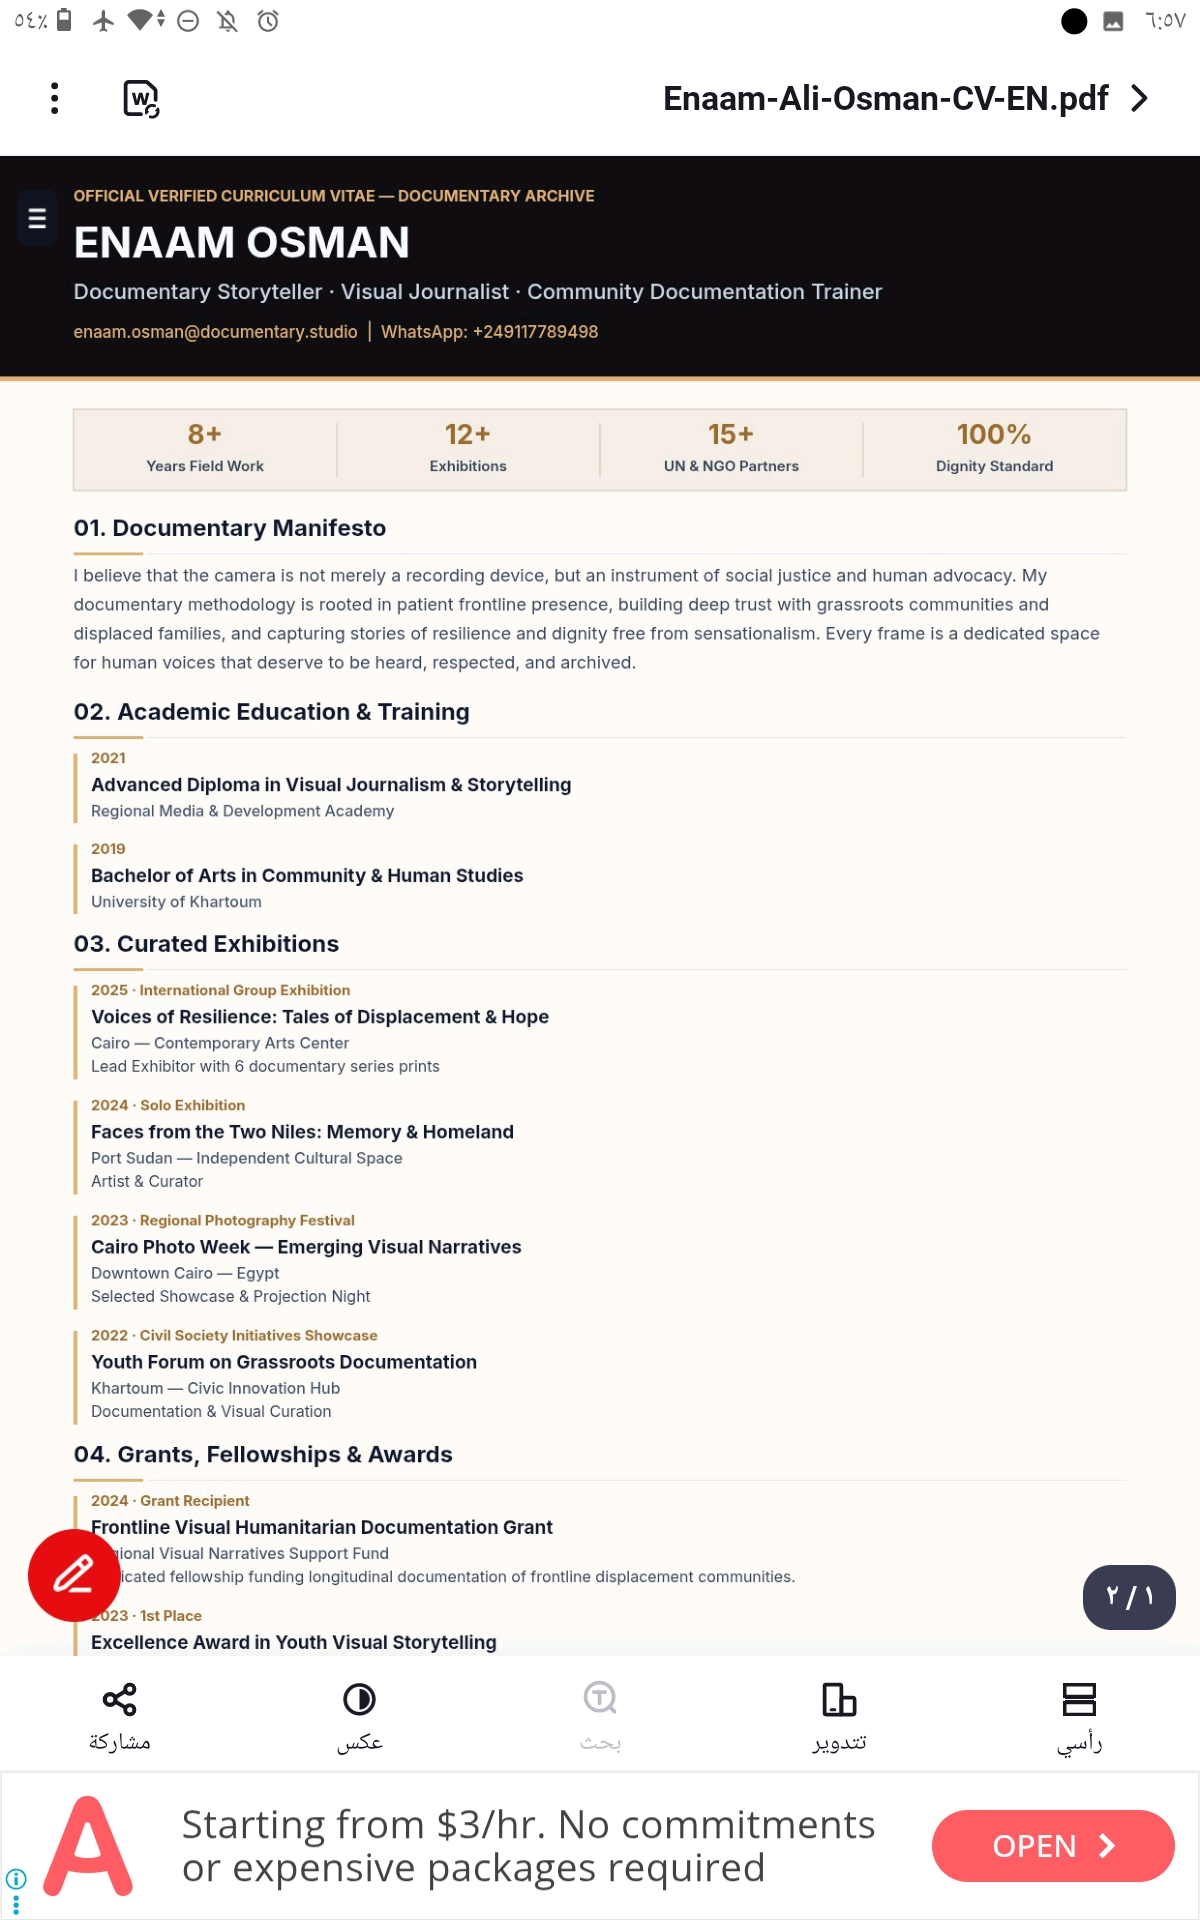 ٥٤٪ ٦:٥٧
Enaam-Ali-Osman-CV-EN.pdf
OFFICIAL VERIFIED CURRICULUM VITAE — DOCUMENTARY ARCHIVE
ENAAM OSMAN
Documentary Storyteller · Visual Journalist · Community Documentation Trainer
enaam.osman@documentary.studio | WhatsApp: +249117789498
8+ 12+ 15+ 100%
Years Field Work Exhibitions UN & NGO Partners Dignity Standard
01. Documentary Manifesto
I believe that the camera is not merely a recording device, but an instrument of social justice and human advocacy. My
documentary methodology is rooted in patient frontline presence, building deep trust with grassroots communities and
displaced families, and capturing stories of resilience and dignity free from sensationalism. Every frame is a dedicated space
for human voices that deserve to be heard, respected, and archived.
02. Academic Education & Training
2021
Advanced Diploma in Visual Journalism & Storytelling
Regional Media & Development Academy
2019
Bachelor of Arts in Community & Human Studies
University of Khartoum
03. Curated Exhibitions
2025 · International Group Exhibition
Voices of Resilience: Tales of Displacement & Hope
Cairo — Contemporary Arts Center
Lead Exhibitor with 6 documentary series prints
2024 · Solo Exhibition
Faces from the Two Niles: Memory & Homeland
Port Sudan — Independent Cultural Space
Artist & Curator
2023 · Regional Photography Festival
Cairo Photo Week — Emerging Visual Narratives
Downtown Cairo — Egypt
Selected Showcase & Projection Night
2022 · Civil Society Initiatives Showcase
Youth Forum on Grassroots Documentation
Khartoum — Civic Innovation Hub
Documentation & Visual Curation
04. Grants, Fellowships & Awards
2024 · Grant Recipient
Frontline Visual Humanitarian Documentation Grant
Visual Narratives Support Fund
fellowship funding longitudinal documentation of frontline displacement communities.
٢ / ١
2023 · 1st Place
Excellence Award in Youth Visual Storytelling
رأسي تتدوير بحث عكس مشاركة
Starting from $3/hr. No commitments
or expensive packages required
OPEN